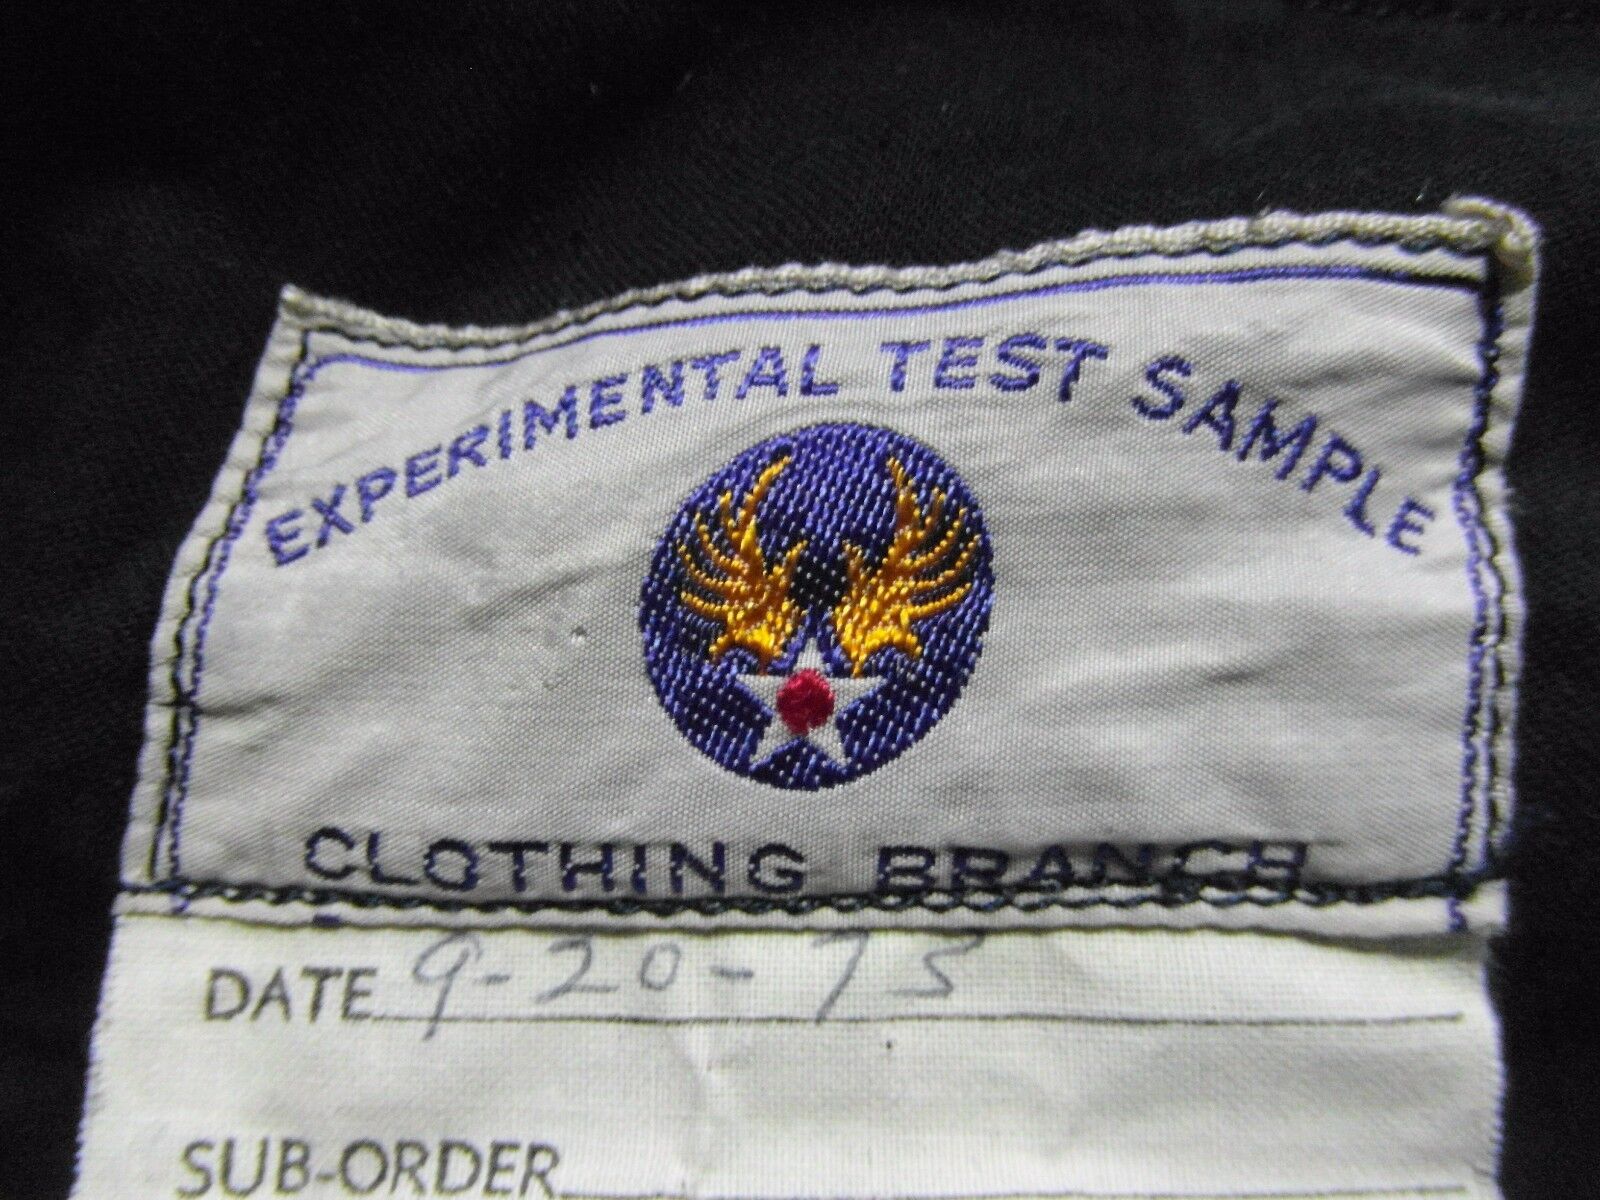 EXPERIMENTAL TEST SAMPLE
CLOTHING BRANCH
DATE 9-20-73
SUB-ORDER